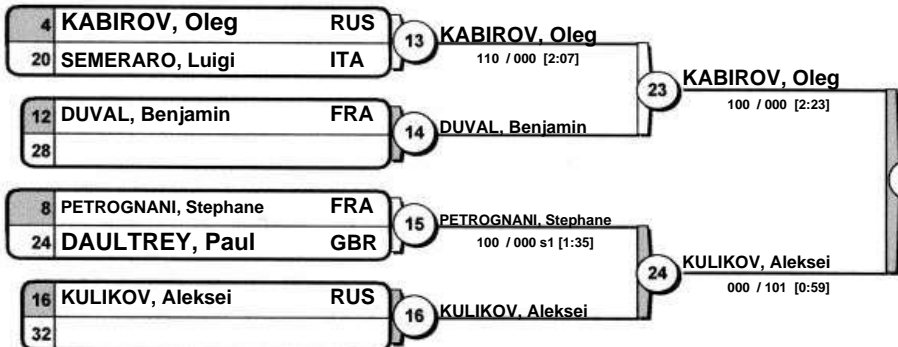 4 KABIROV, Oleg RUS
20 SEMERARO, Luigi ITA
13
KABIROV, Oleg
110 / 000 [2:07]
12 DUVAL, Benjamin FRA
28
14
DUVAL, Benjamin
23
KABIROV, Oleg
100 / 000 [2:23]
8 PETROGNANI, Stephane FRA
24 DAULTREY, Paul GBR
15
PETROGNANI, Stephane
100 / 000 s1 [1:35]
16 KULIKOV, Aleksei RUS
32
16
KULIKOV, Aleksei
24
KULIKOV, Aleksei
000 / 101 [0:59]